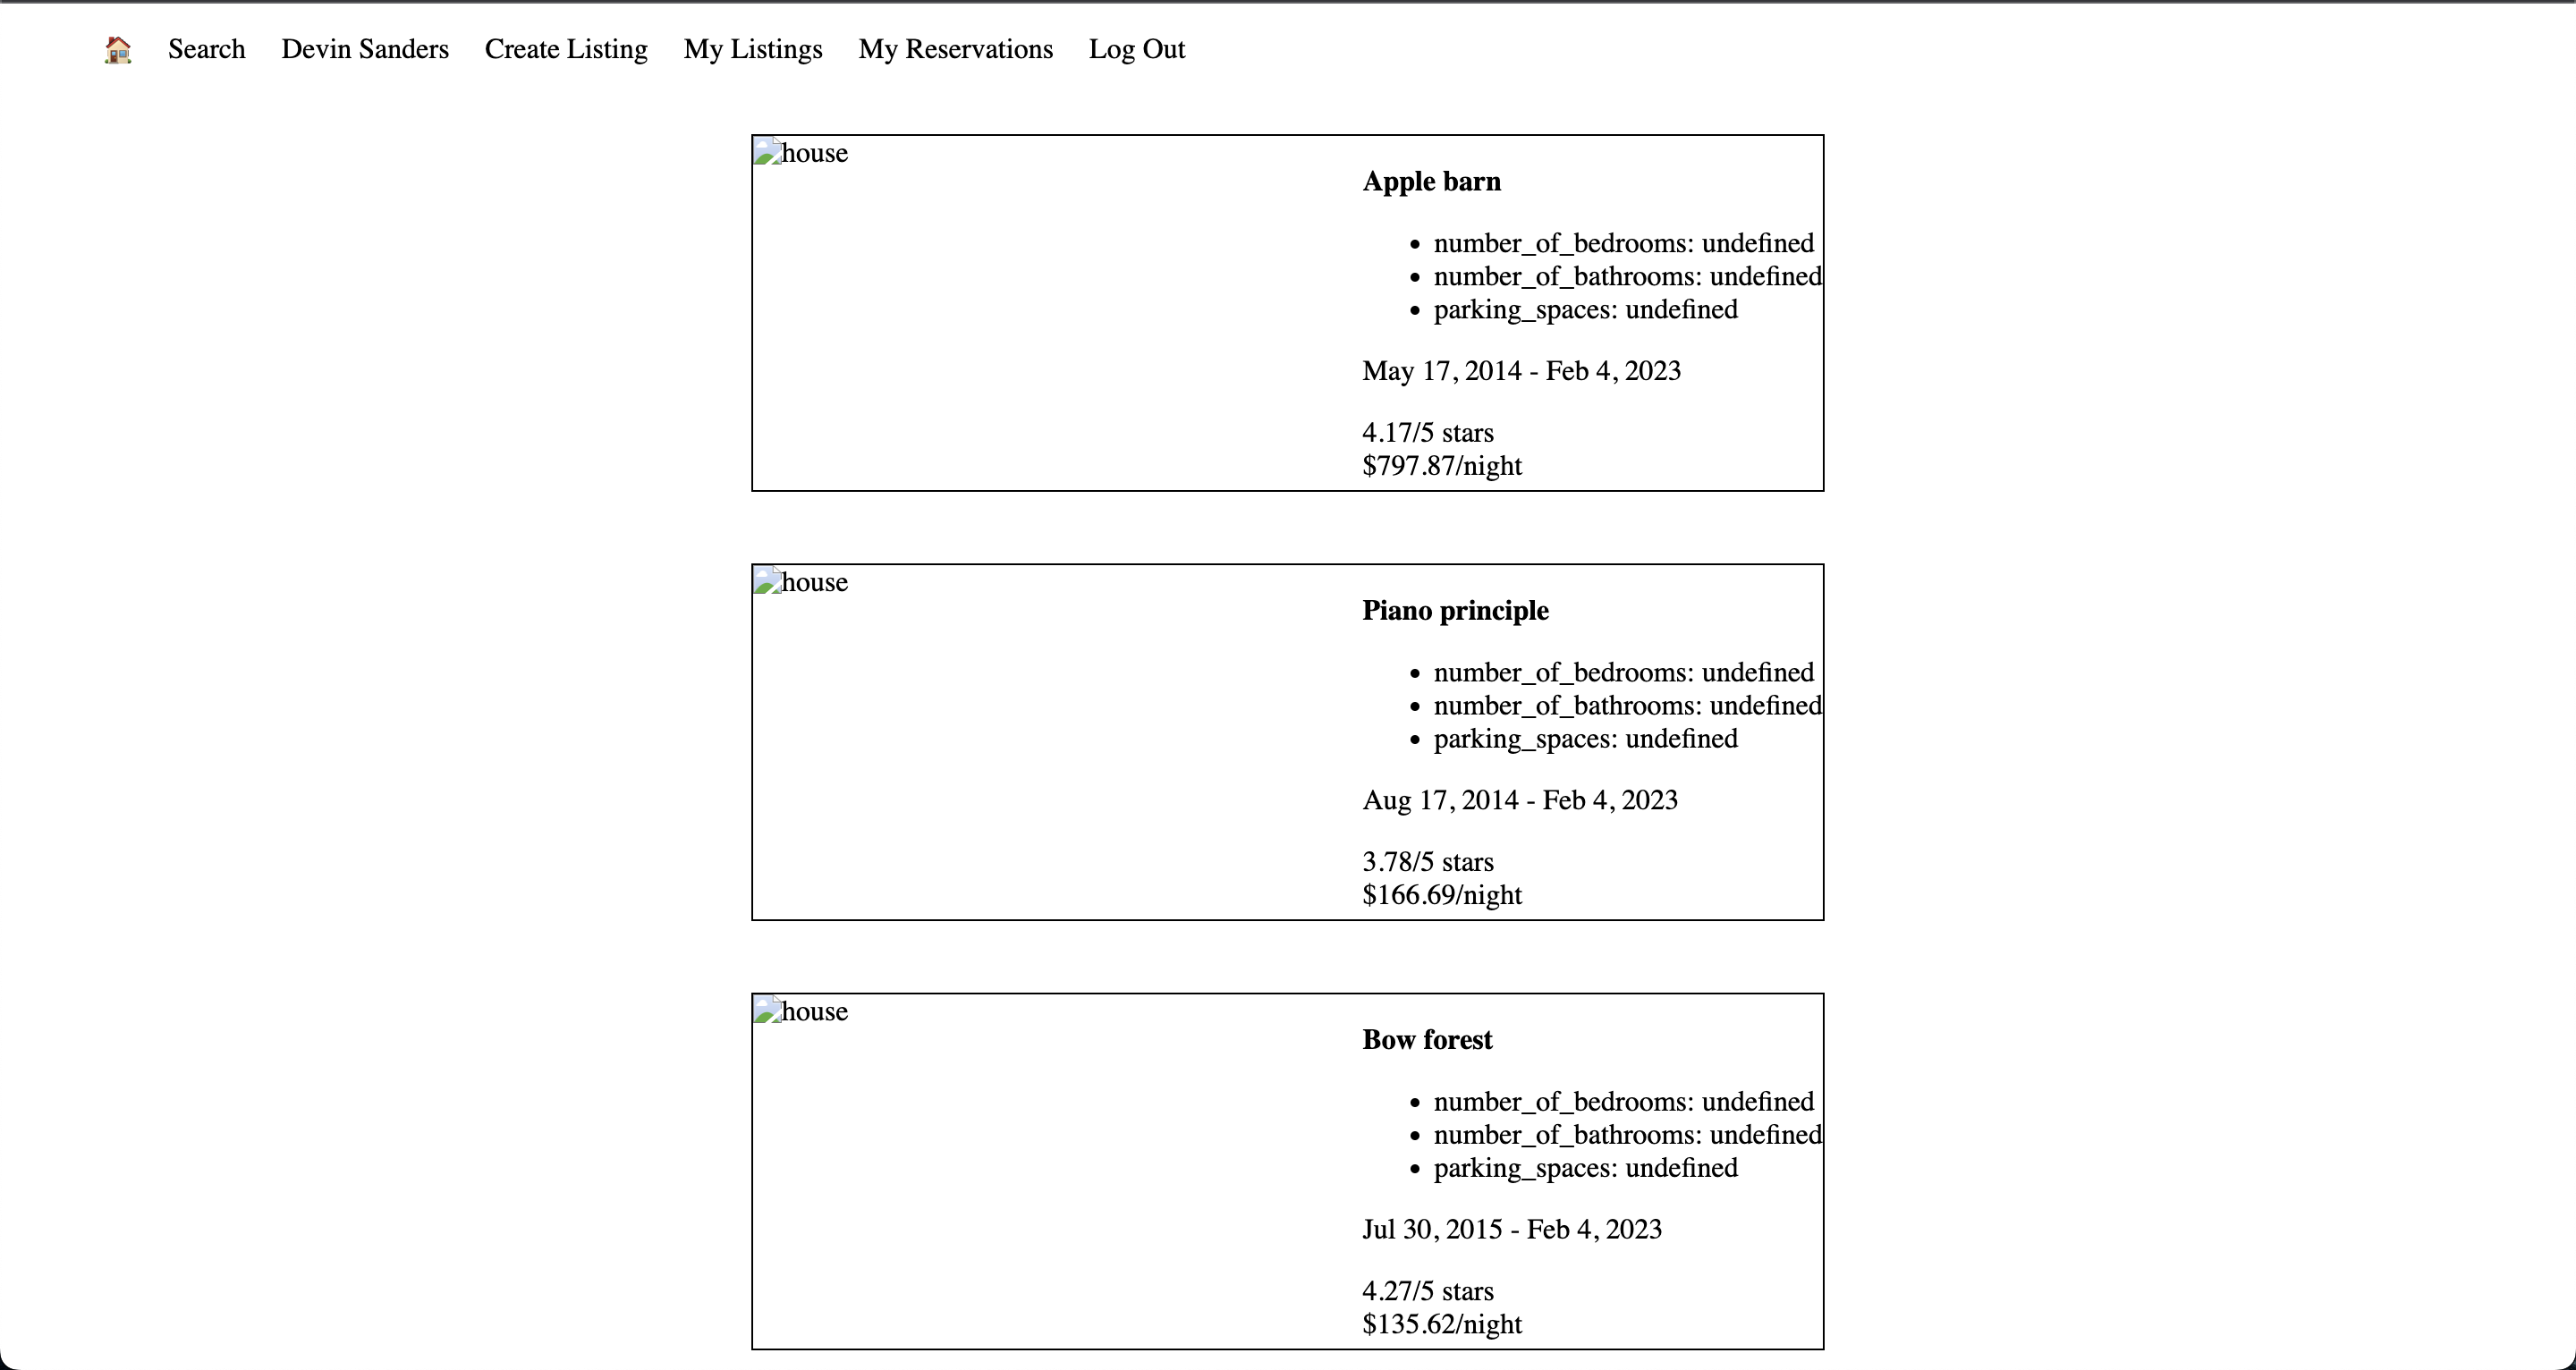 Search Devin Sanders Create Listing My Listings My Reservations Log Out
house
Apple barn
number_of_bedrooms: undefined
number_of_bathrooms: undefined
parking_spaces: undefined
May 17, 2014 - Feb 4, 2023
4.17/5 stars
$797.87/night
house
Piano principle
number_of_bedrooms: undefined
number_of_bathrooms: undefined
parking_spaces: undefined
Aug 17, 2014 - Feb 4, 2023
3.78/5 stars
$166.69/night
house
Bow forest
number_of_bedrooms: undefined
number_of_bathrooms: undefined
parking_spaces: undefined
Jul 30, 2015 - Feb 4, 2023
4.27/5 stars
$135.62/night